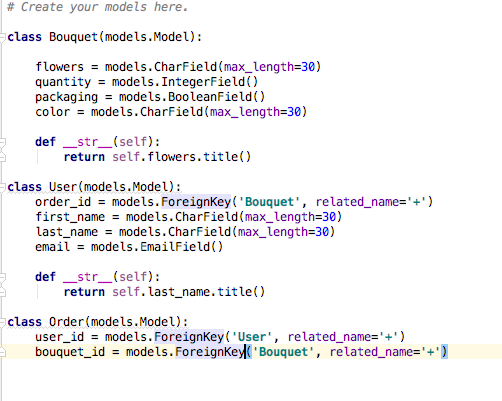 # Create your models here.
class Bouquet(models.Model):
flowers = models.CharField(max_length=30)
quantity = models.IntegerField()
packaging = models.BooleanField()
color = models.CharField(max_length=30)
def __str__(self):
return self.flowers.title()
class User(models.Model):
order_id = models.ForeignKey('Bouquet', related_name='+')
first_name = models.CharField(max_length=30)
last_name = models.CharField(max_length=30)
email = models.EmailField()
def __str__(self):
return self.last_name.title()
class Order(models.Model):
user_id = models.ForeignKey('User', related_name='+')
bouquet_id = models.ForeignKey('Bouquet', related_name='+')